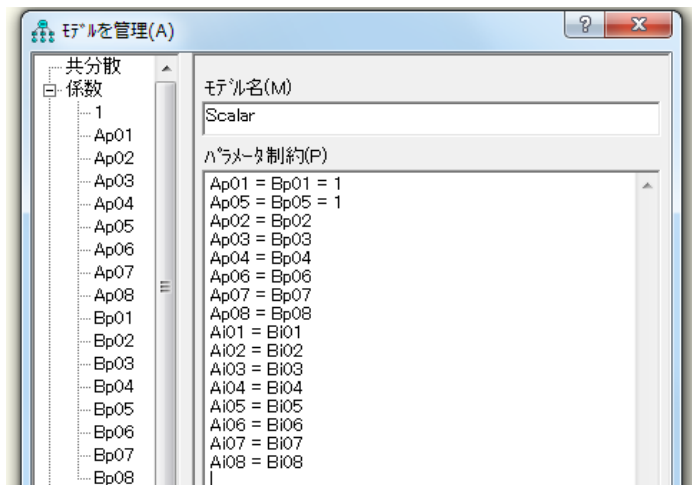 モデルを管理(A)
共分散
係数
1
Ap01
Ap02
Ap03
Ap04
Ap05
Ap06
Ap07
Ap08
Bp01
Bp02
Bp03
Bp04
Bp05
Bp06
Bp07
Bp08
モデル名(M)
Scalar
パラメータ制約(P)
Ap01 = Bp01 = 1
Ap05 = Bp05 = 1
Ap02 = Bp02
Ap03 = Bp03
Ap04 = Bp04
Ap06 = Bp06
Ap07 = Bp07
Ap08 = Bp08
Ai01 = Bi01
Ai02 = Bi02
Ai03 = Bi03
Ai04 = Bi04
Ai05 = Bi05
Ai06 = Bi06
Ai07 = Bi07
Ai08 = Bi08